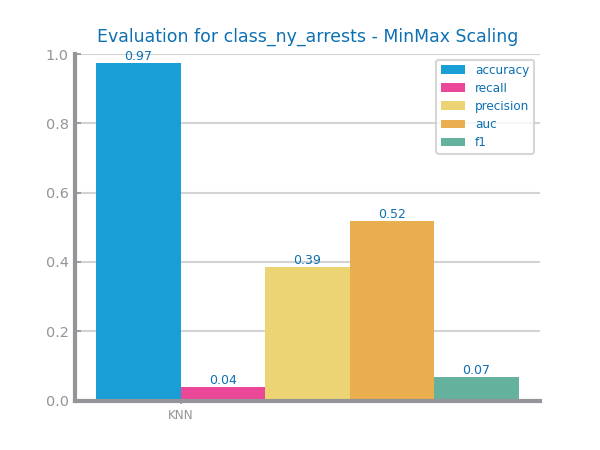 Evaluation for class_ny_arrests - MinMax Scaling
1.0
0.8
0.6
0.4
0.2
0.0
0.97
0.04
0.39
0.52
0.07
accuracy
recall
precision
auc
f1
KNN